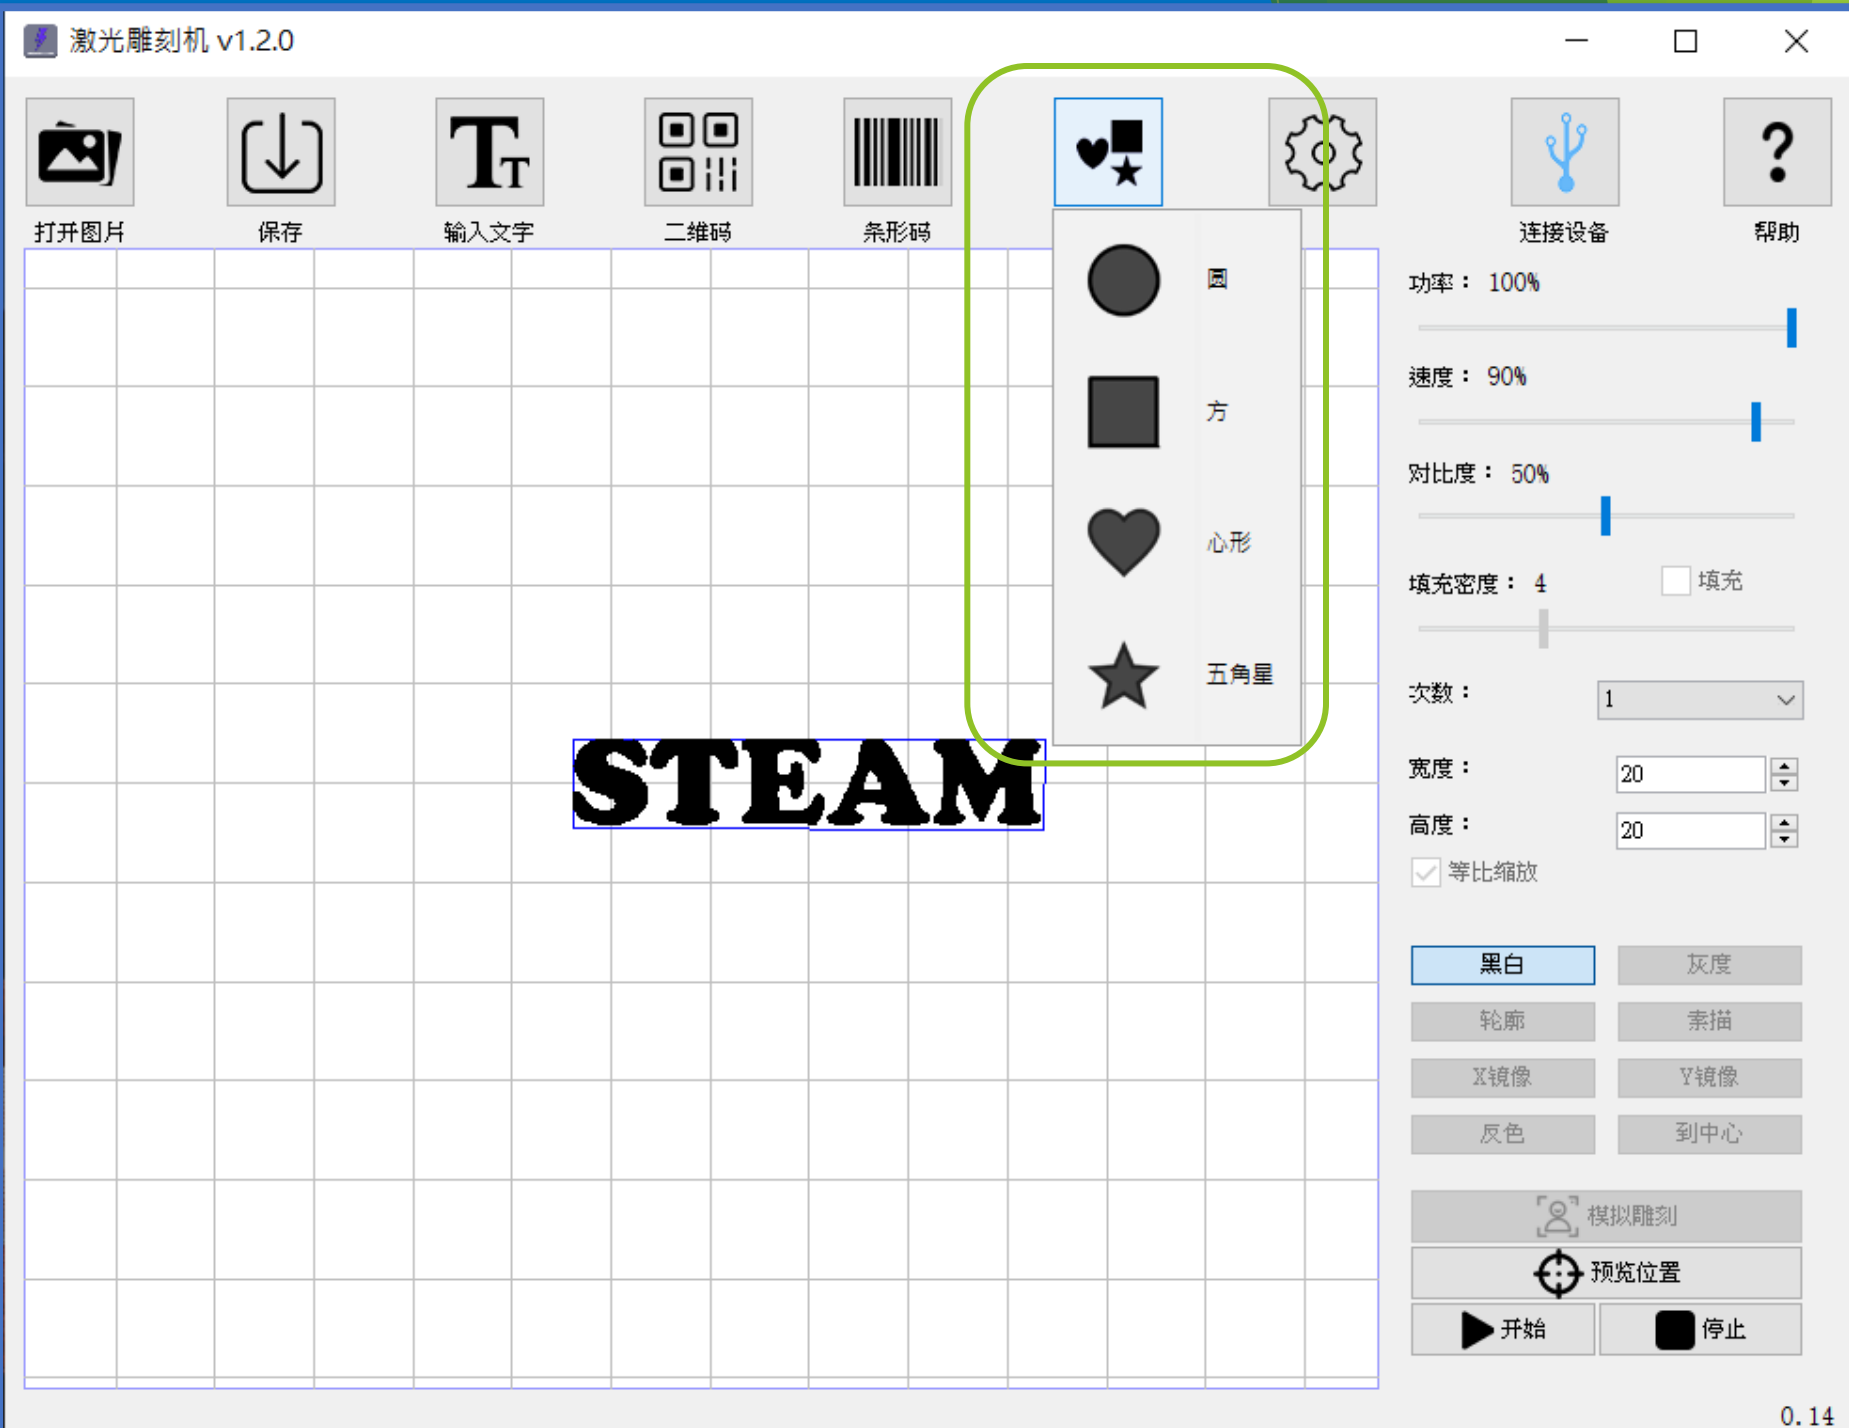 激光雕刻机 v1.2.0
打开图片
保存
输入文字
二维码
条形码
连接设备
帮助
圆
方
心形
五角星
STEAM
功率： 100%
速度： 90%
对比度： 50%
填充密度： 4
填充
次数： 1
宽度： 20
高度： 20
等比缩放
黑白 灰度
轮廓 素描
X镜像 Y镜像
反色 到中心
模拟雕刻
预览位置
开始 停止
0.14